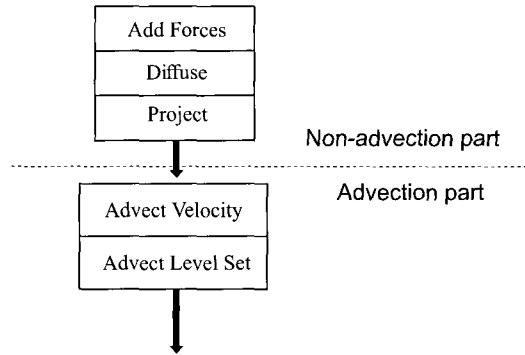 Add Forces
Diffuse
Project
Non-advection part
Advection part
Advect Velocity
Advect Level Set